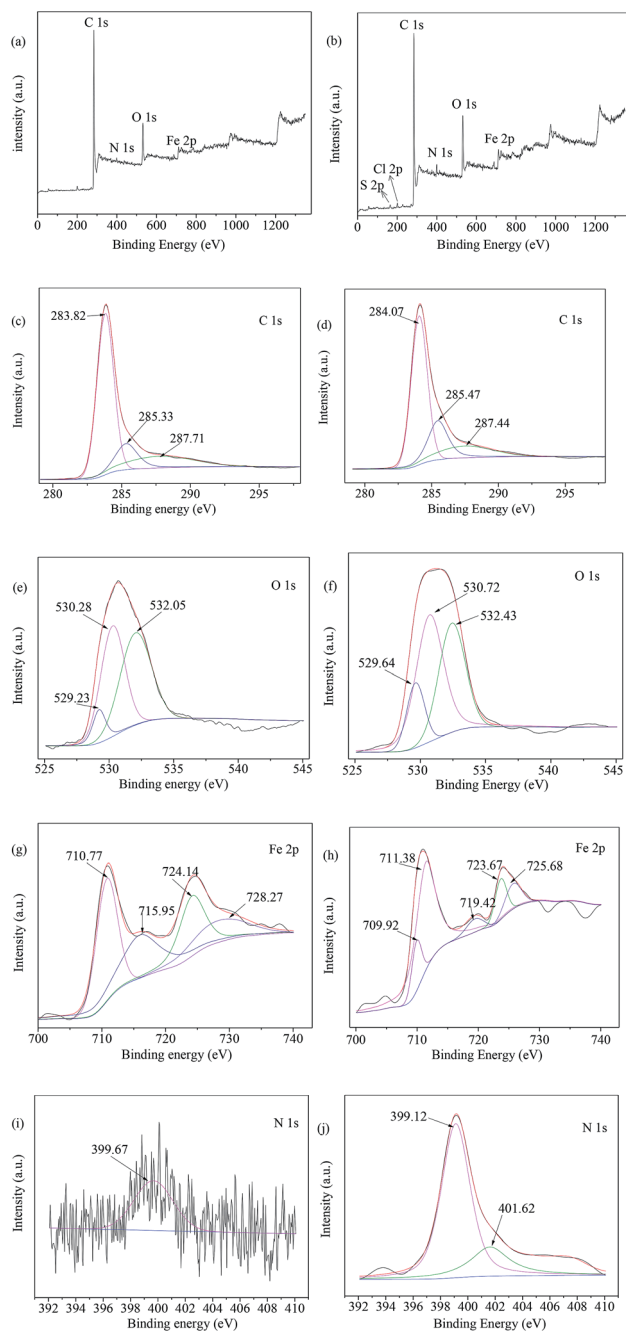 (a)
C 1s
N 1s
O 1s
Fe 2p
intensity (a.u.)
0 200 400 600 800 1000 1200
Binding Energy (eV)
(b)
C 1s
O 1s
N 1s
Fe 2p
Cl 2p
S 2p
Intensity (a.u.)
0 200 400 600 800 1000 1200
Binding Energy (eV)
(c)
283.82
C 1s
285.33
287.71
Intensity (a.u.)
280 285 290 295
Binding energy (eV)
(d)
284.07
C 1s
285.47
287.44
Intensity (a.u.)
280 285 290 295
Binding Energy (eV)
(e)
O 1s
530.28
532.05
529.23
Intensity (a.u.)
525 530 535 540 545
Binding energy (eV)
(f)
O 1s
530.72
532.43
529.64
Intensity (a.u.)
525 530 535 540 545
Binding Energy (eV)
(g)
Fe 2p
710.77
724.14
715.95
728.27
Intensity (a.u.)
700 710 720 730 740
Binding energy (eV)
(h)
Fe 2p
711.38
723.67
725.68
719.42
709.92
Intensity (a.u.)
700 710 720 730 740
Binding Energy (eV)
(i)
N 1s
399.67
Intensity (a.u.)
392 394 396 398 400 402 404 406 408 410
Binding energy (eV)
(j)
N 1s
399.12
401.62
Intensity (a.u.)
392 394 396 398 400 402 404 406 408 410
Binding Energy (eV)